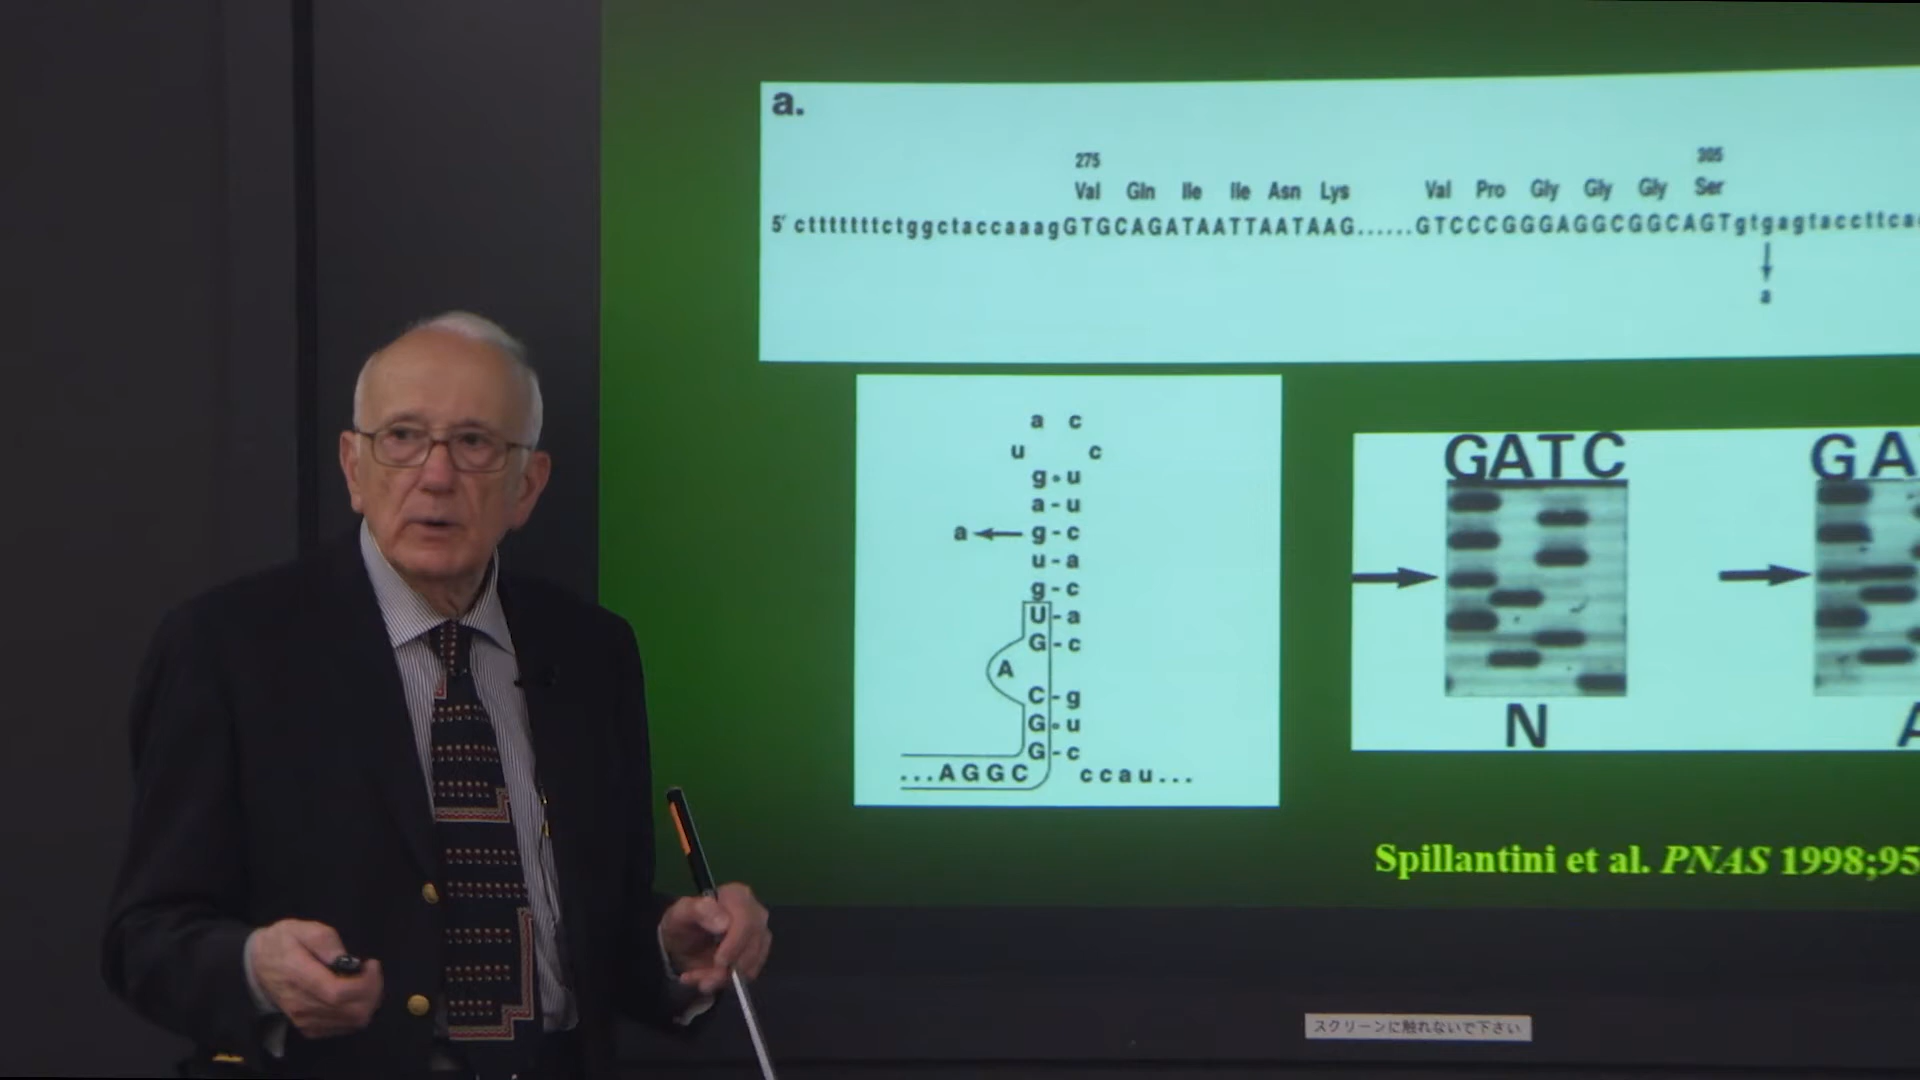 a.
275 305
Val Gln Ile Ile Asn Lys Val Pro Gly Gly Gly Ser
5' cttttttttctggctaccaaagGTGCAGATAATTAATAAG......GTCCCGGGAGGCGGCAGTgtgagtaccttca
a
a c
u c
g u
a - u
a g - c
u - a
g - c
U - a
G - c
A
C - g
G u
G - c
...AGGC ccau...
GATC GA
N A
Spillantini et al. PNAS 1998;95
スクリーンに触れないで下さい